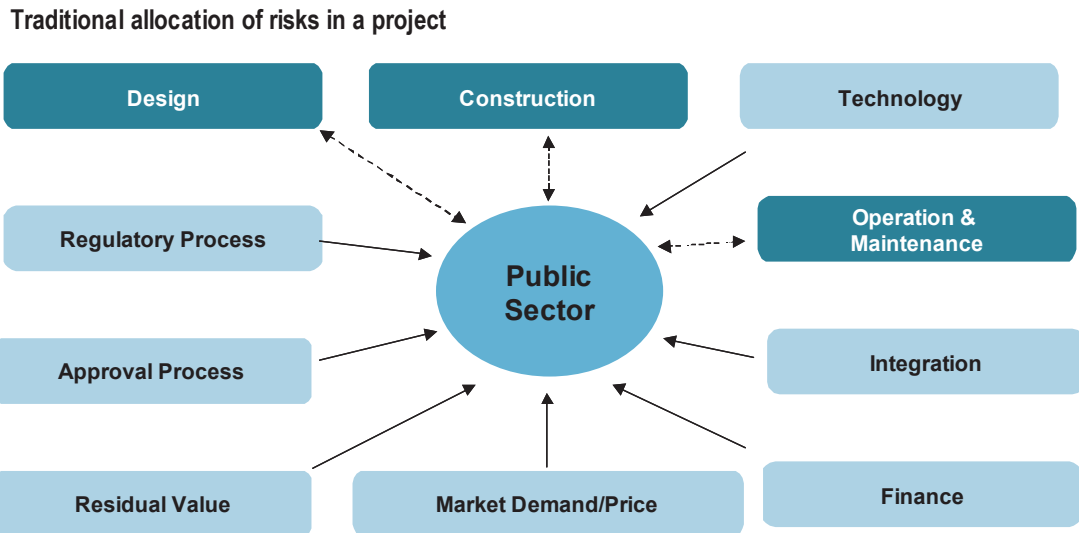 Traditional allocation of risks in a project
Design
Construction
Technology
Regulatory Process
Operation &
Maintenance
Public
Sector
Approval Process
Integration
Residual Value
Market Demand/Price
Finance